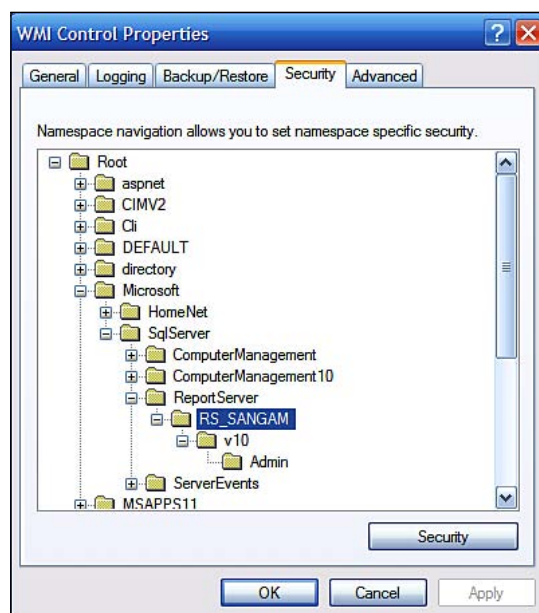 WMI Control Properties
General Logging Backup/Restore Security Advanced
Namespace navigation allows you to set namespace specific security.
Root
aspnet
CIMV2
Cli
DEFAULT
directory
Microsoft
HomeNet
SqlServer
ComputerManagement
ComputerManagement10
ReportServer
RS_SANGAM
v10
Admin
ServerEvents
MSAPPS11
Security
OK Cancel Apply